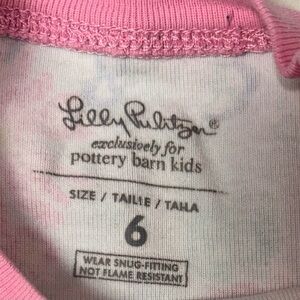 Lilly Pulitzer®
exclusively for
pottery barn kids
SIZE / TAILLE / TALLA
6
WEAR SNUG-FITTING
NOT FLAME RESISTANT